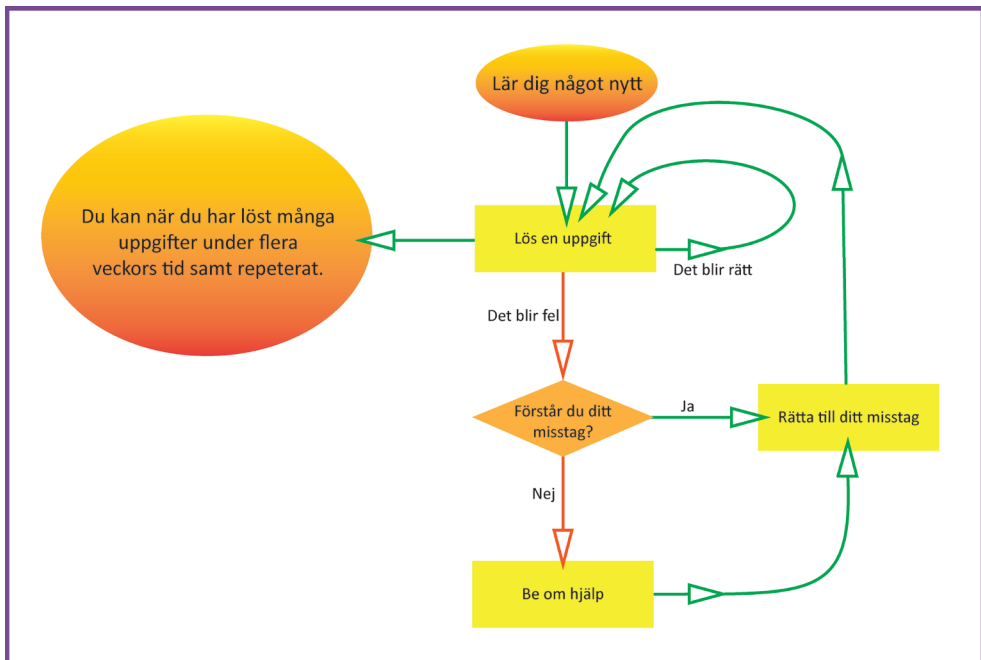 Lär dig något nytt
Du kan när du har löst många
uppgifter under flera
veckors tid samt repeterat.
Lös en uppgift
Det blir rätt
Det blir fel
Förstår du ditt
misstag?
Ja
Rätta till ditt misstag
Nej
Be om hjälp